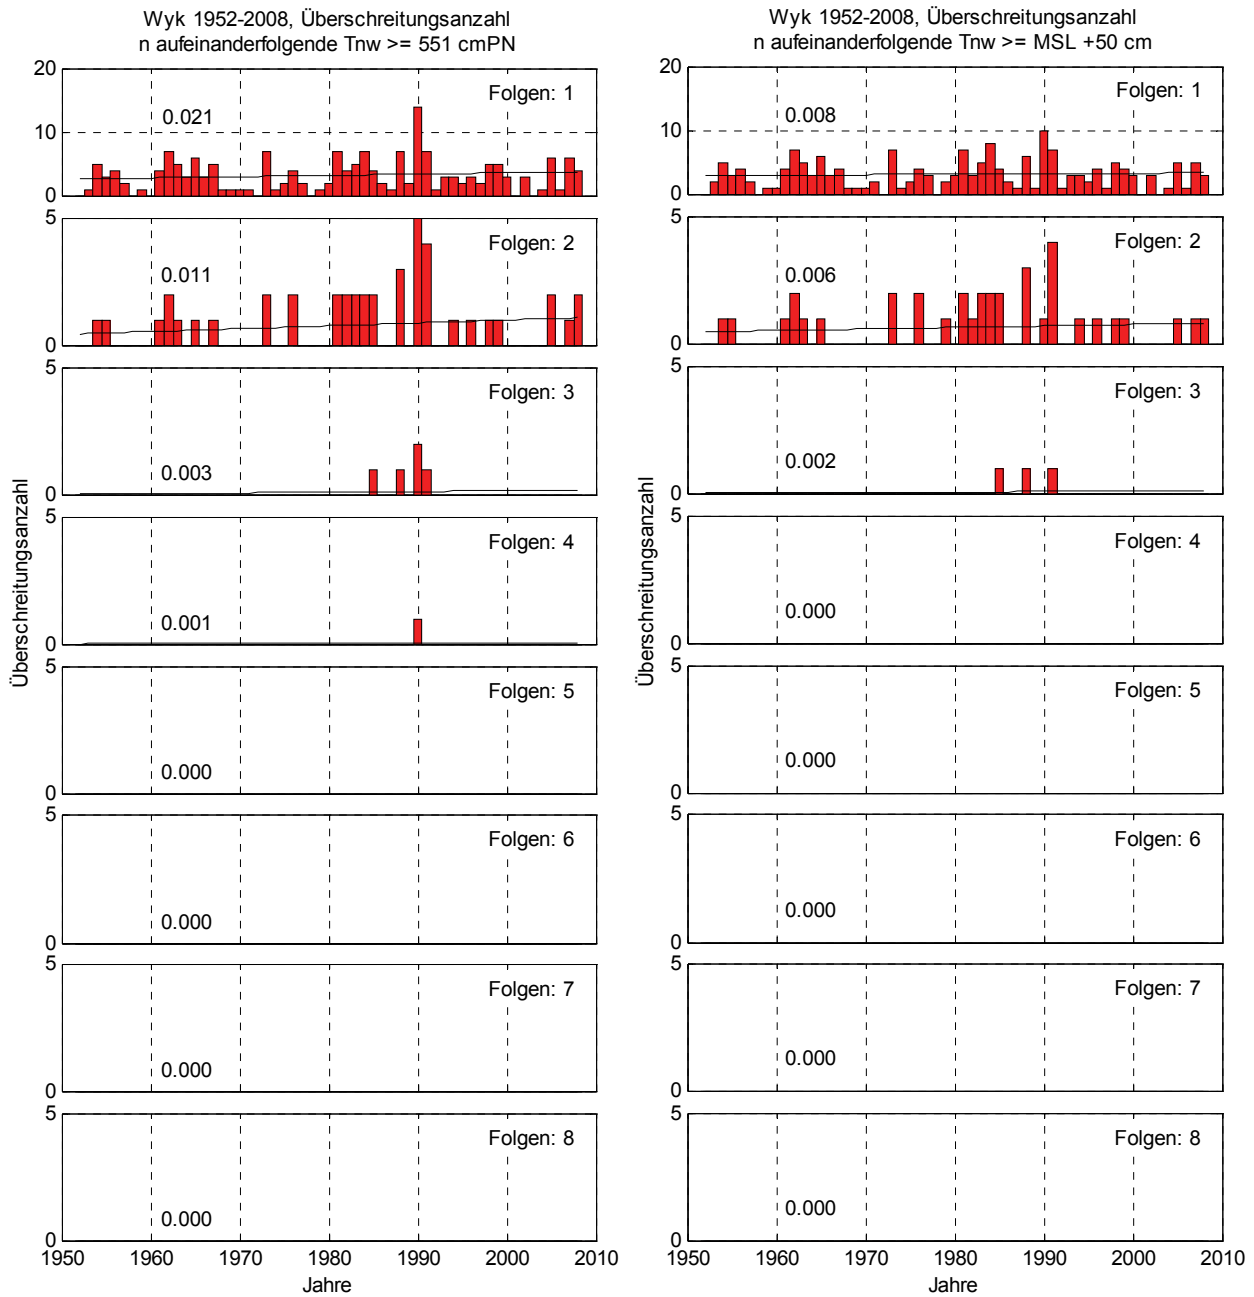 Wyk 1952-2008, Überschreitungsanzahl
n aufeinanderfolgende Tnw >= 551 cmPN
20
10
0
0.021
Folgen: 1
5
0
0.011
Folgen: 2
5
0
0.003
Folgen: 3
5
0
0.001
Folgen: 4
5
0
0.000
Folgen: 5
5
0
0.000
Folgen: 6
5
0
0.000
Folgen: 7
5
0
0.000
Folgen: 8
Überschreitungsanzahl
1950 1960 1970 1980 1990 2000 2010
Jahre
Wyk 1952-2008, Überschreitungsanzahl
n aufeinanderfolgende Tnw >= MSL +50 cm
20
10
0
0.008
Folgen: 1
5
0
0.006
Folgen: 2
5
0
0.002
Folgen: 3
5
0
0.000
Folgen: 4
5
0
0.000
Folgen: 5
5
0
0.000
Folgen: 6
5
0
0.000
Folgen: 7
5
0
0.000
Folgen: 8
Überschreitungsanzahl
1950 1960 1970 1980 1990 2000 2010
Jahre